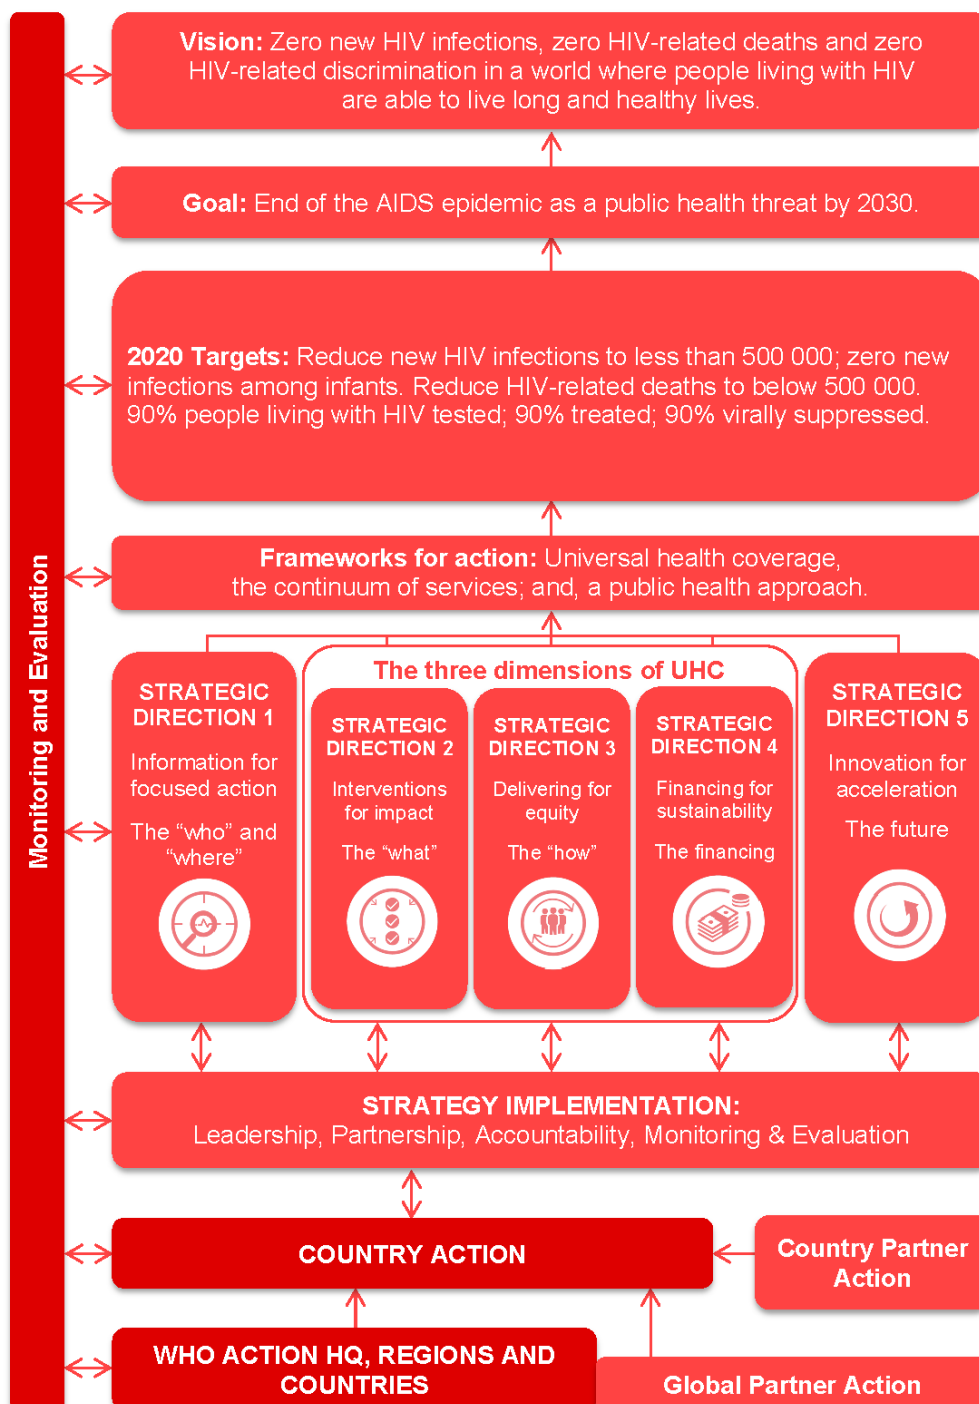 Monitoring and Evaluation
Vision: Zero new HIV infections, zero HIV-related deaths and zero
HIV-related discrimination in a world where people living with HIV
are able to live long and healthy lives.
Goal: End of the AIDS epidemic as a public health threat by 2030.
2020 Targets: Reduce new HIV infections to less than 500 000; zero new
infections among infants. Reduce HIV-related deaths to below 500 000.
90% people living with HIV tested; 90% treated; 90% virally suppressed.
Frameworks for action: Universal health coverage,
the continuum of services; and, a public health approach.
STRATEGIC
DIRECTION 1
Information for
focused action
The “who” and
“where”
The three dimensions of UHC
STRATEGIC
DIRECTION 2
Interventions
for impact
The “what”
STRATEGIC
DIRECTION 3
Delivering for
equity
The “how”
STRATEGIC
DIRECTION 4
Financing for
sustainability
The financing
STRATEGIC
DIRECTION 5
Innovation for
acceleration
The future
STRATEGY IMPLEMENTATION:
Leadership, Partnership, Accountability, Monitoring & Evaluation
COUNTRY ACTION
Country Partner
Action
WHO ACTION HQ, REGIONS AND
COUNTRIES
Global Partner Action